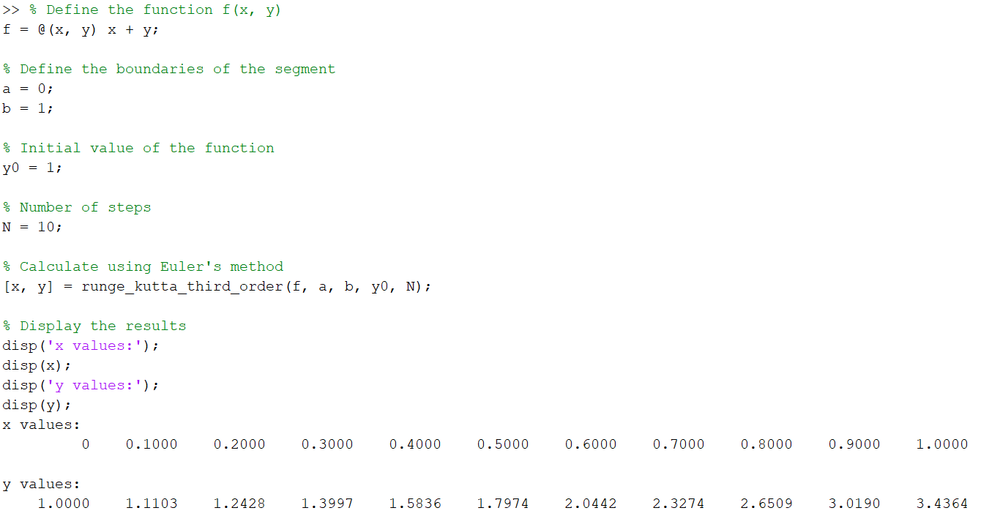 >> % Define the function f(x, y)
f = @(x, y) x + y;
% Define the boundaries of the segment
a = 0;
b = 1;
% Initial value of the function
y0 = 1;
% Number of steps
N = 10;
% Calculate using Euler's method
[x, y] = runge_kutta_third_order(f, a, b, y0, N);
% Display the results
disp('x values:');
disp(x);
disp('y values:');
disp(y);
x values:
0 0.1000 0.2000 0.3000 0.4000 0.5000 0.6000 0.7000 0.8000 0.9000 1.0000
y values:
1.0000 1.1103 1.2428 1.3997 1.5836 1.7974 2.0442 2.3274 2.6509 3.0190 3.4364